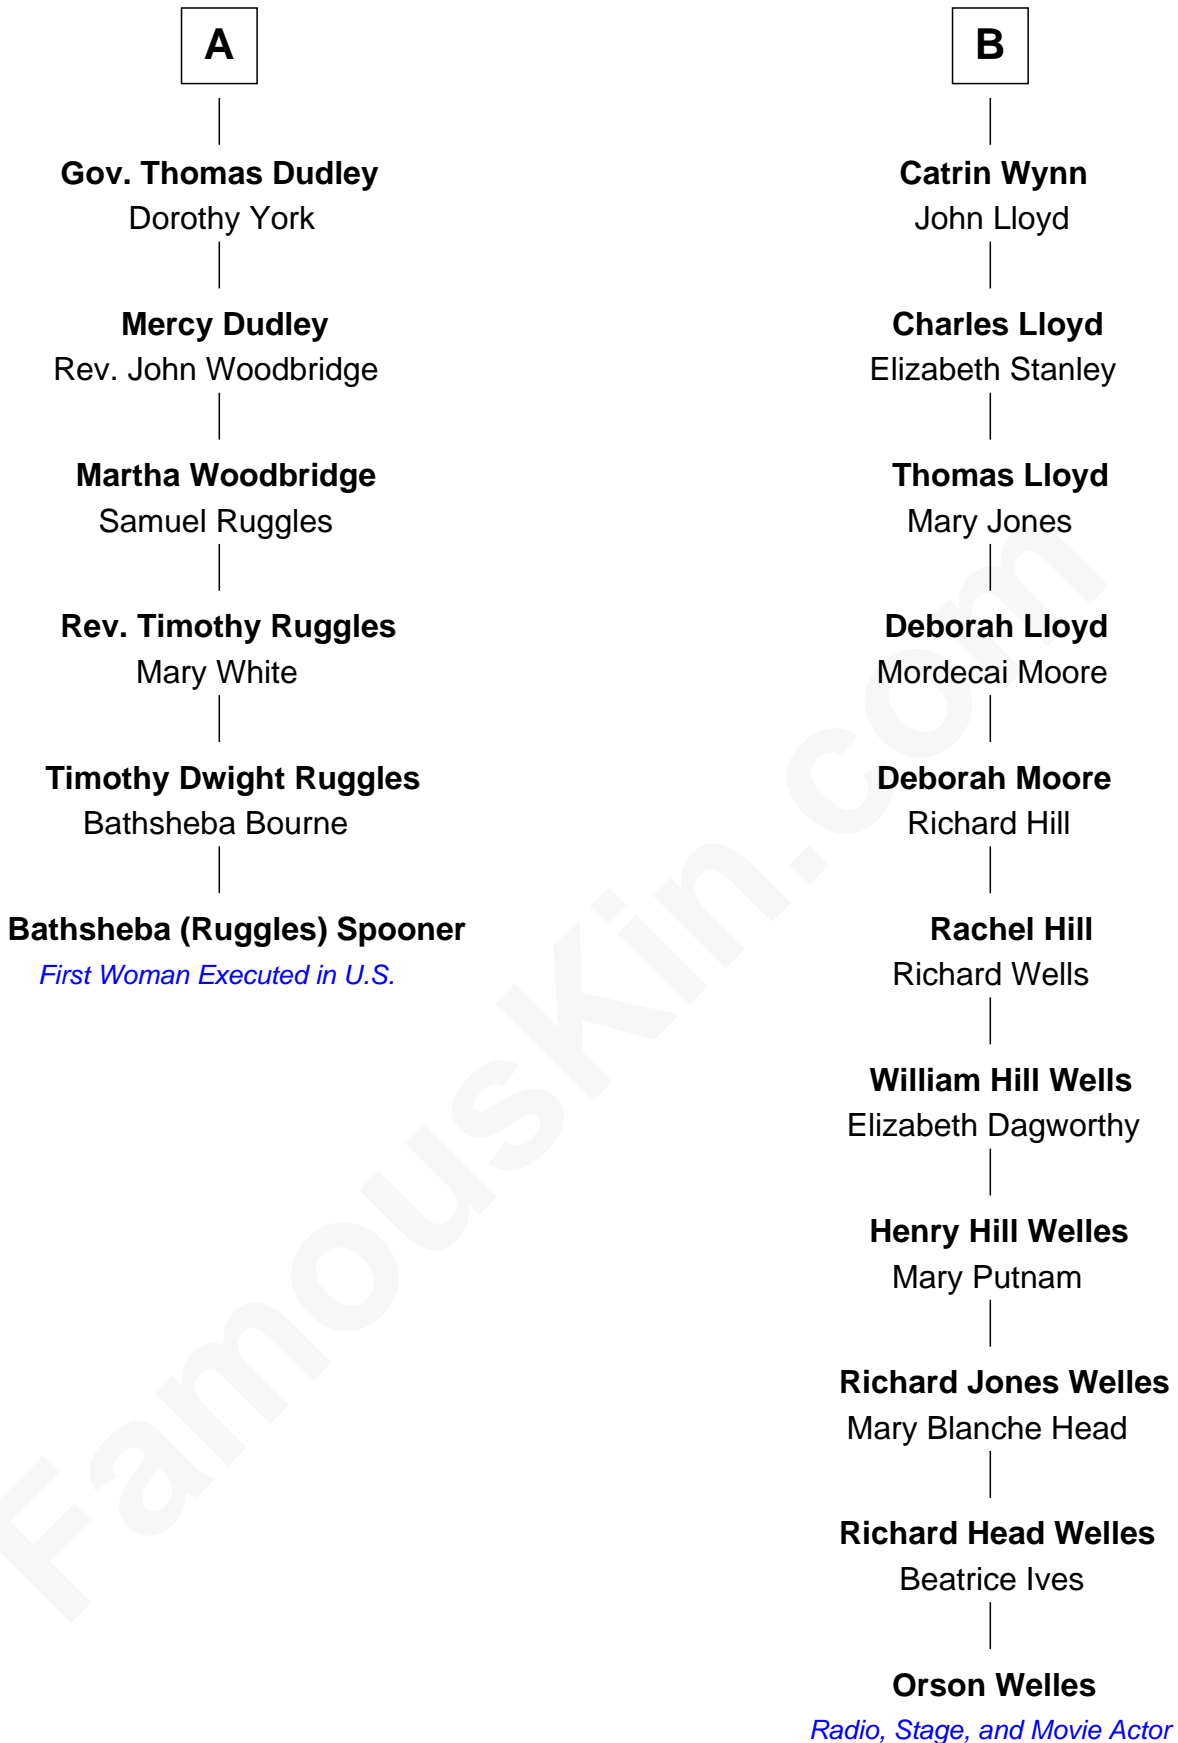 A
Gov. Thomas Dudley
Dorothy York
Mercy Dudley
Rev. John Woodbridge
Martha Woodbridge
Samuel Ruggles
Rev. Timothy Ruggles
Mary White
Timothy Dwight Ruggles
Bathsheba Bourne
Bathsheba (Ruggles) Spooner
First Woman Executed in U.S.
B
Catrin Wynn
John Lloyd
Charles Lloyd
Elizabeth Stanley
Thomas Lloyd
Mary Jones
Deborah Lloyd
Mordecai Moore
Deborah Moore
Richard Hill
Rachel Hill
Richard Wells
William Hill Wells
Elizabeth Dagworthy
Henry Hill Welles
Mary Putnam
Richard Jones Welles
Mary Blanche Head
Richard Head Welles
Beatrice Ives
Orson Welles
Radio, Stage, and Movie Actor
FamousKin.com